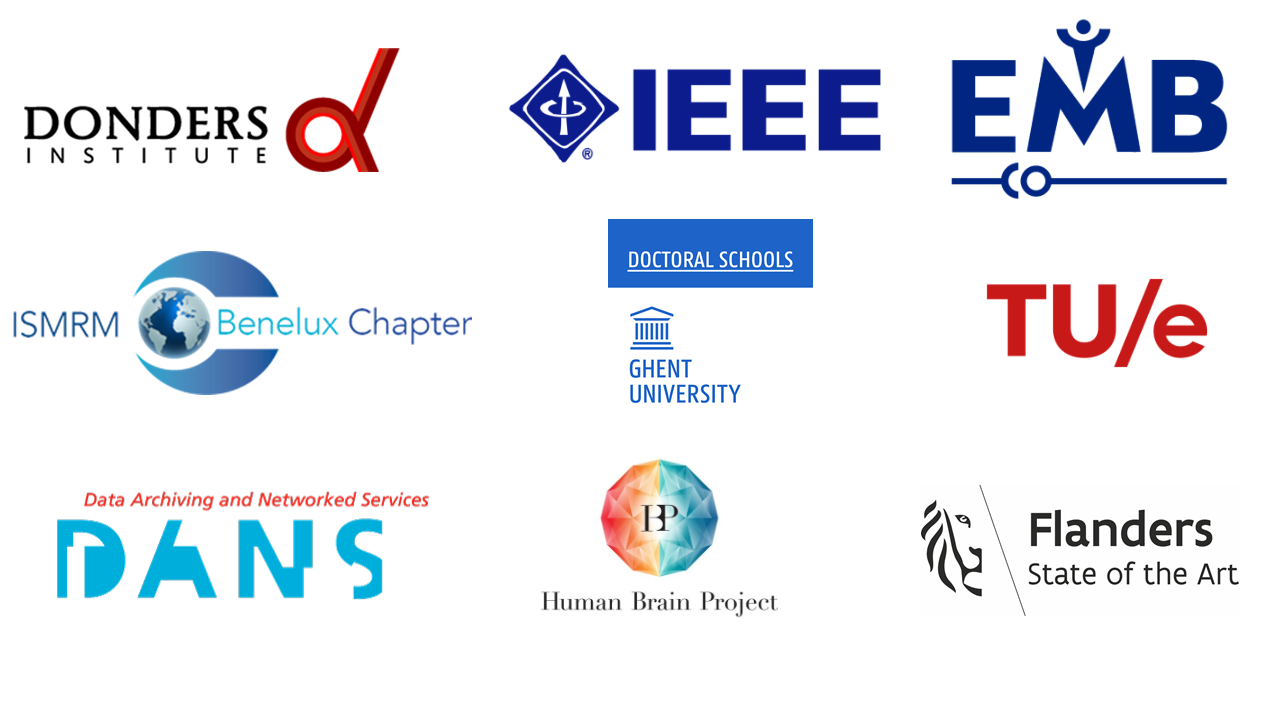 DONDERS
INSTITUTE
IEEE
®
EMB
ISMRM Benelux Chapter
DOCTORAL SCHOOLS
GHENT
UNIVERSITY
TU/e
Data Archiving and Networked Services
DANS
HBP
Human Brain Project
Flanders
State of the Art